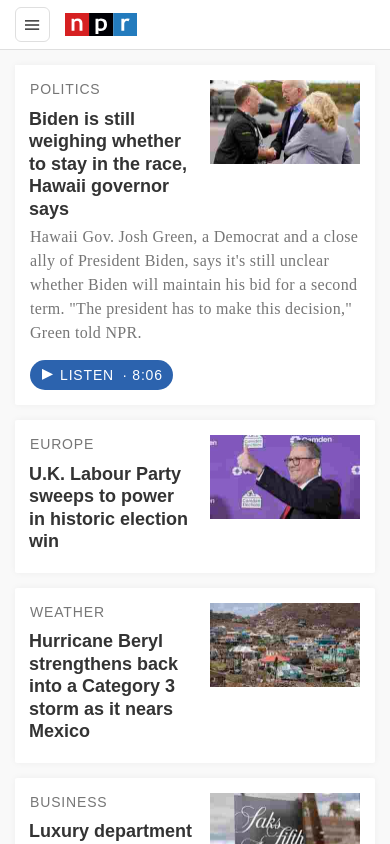 npr
POLITICS
Biden is still
weighing whether
to stay in the race,
Hawaii governor
says
Hawaii Gov. Josh Green, a Democrat and a close
ally of President Biden, says it's still unclear
whether Biden will maintain his bid for a second
term. "The president has to make this decision,"
Green told NPR.
LISTEN · 8:06
EUROPE
U.K. Labour Party
sweeps to power
in historic election
win
Camden
WEATHER
Hurricane Beryl
strengthens back
into a Category 3
storm as it nears
Mexico
BUSINESS
Luxury department
Saks
fifth